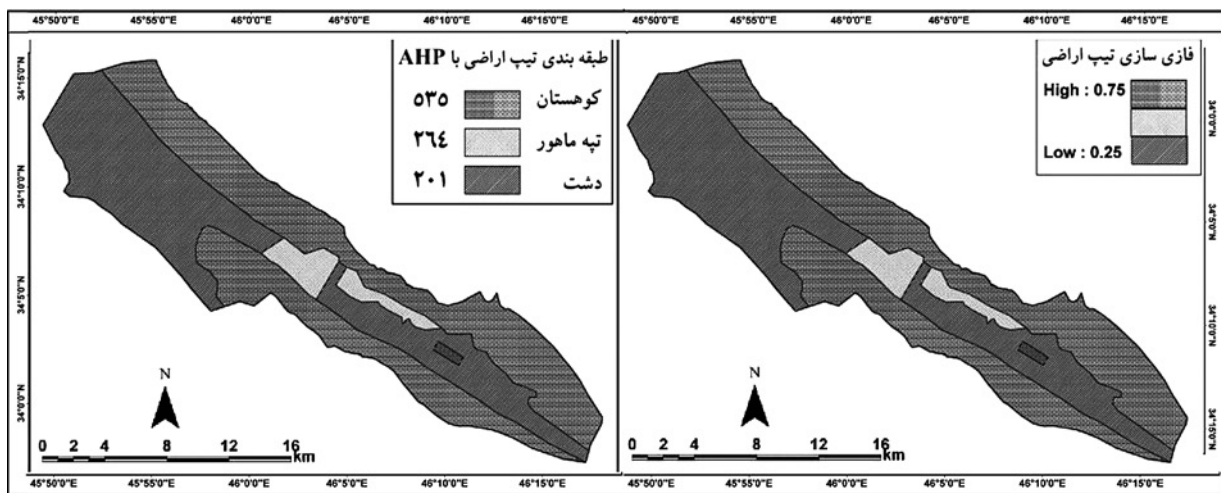 45°50'0"E 45°55'0"E 46°0'0"E 46°5'0"E 46°10'0"E 46°15'0"E
45°50'0"E 45°55'0"E 46°0'0"E 46°5'0"E 46°10'0"E 46°15'0"E
34°15'0"N
34°10'0"N
34°5'0"N
34°0'0"N
طبقه بندی تیپ اراضی با AHP
کوهستان ٥٣٥
تپه ماهور ٢٦٤
دشت ٢٠١
N
0 2 4 8 12 16
km
فازی سازی تیپ اراضی
High : 0.75
Low : 0.25
N
0 2 4 8 12 16
km
34°0'0"N
34°5'0"N
34°10'0"N
34°15'0"N
45°50'0"E 45°55'0"E 46°0'0"E 46°5'0"E 46°10'0"E 46°15'0"E
45°50'0"E 45°55'0"E 46°0'0"E 46°5'0"E 46°10'0"E 46°15'0"E